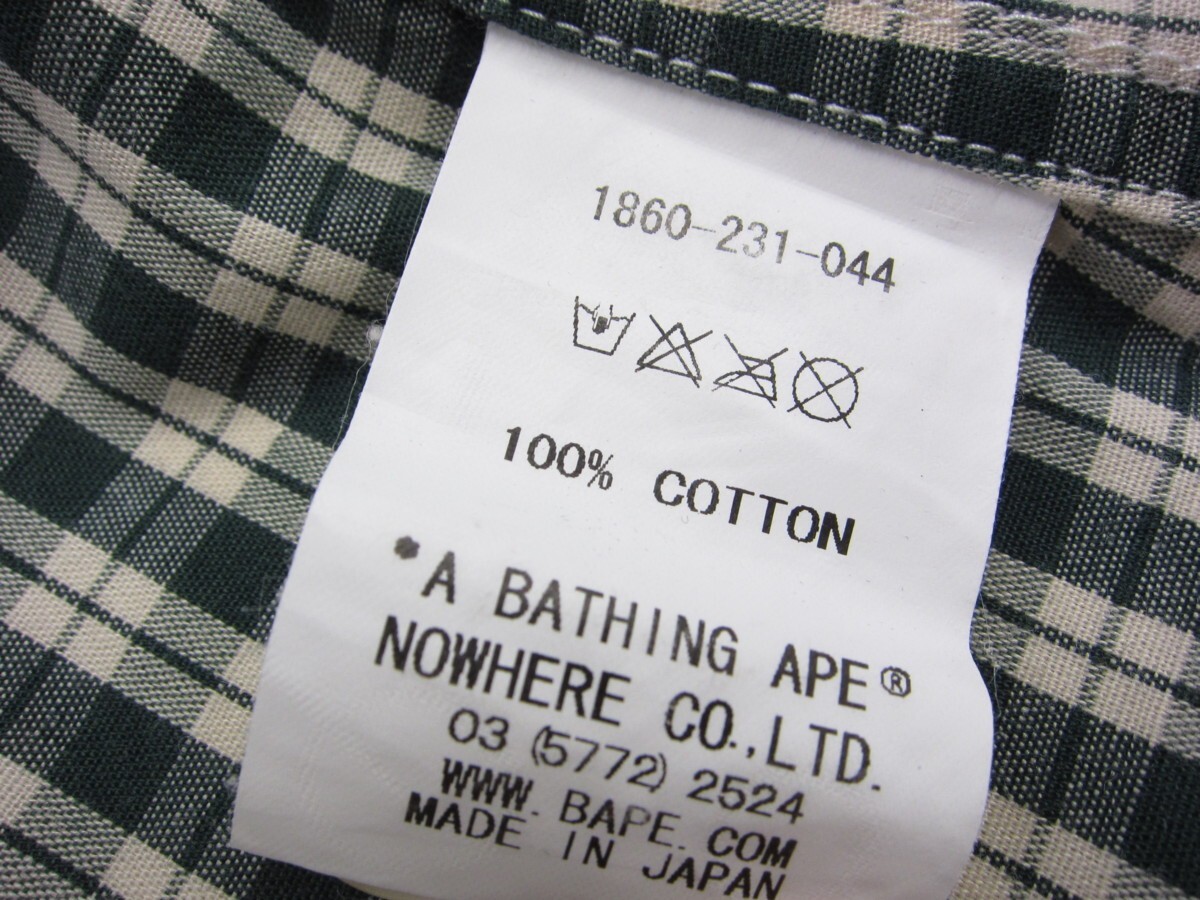 1860-231-044
100% COTTON
*A BATHING APE®
NOWHERE CO.,LTD.
03 (5772) 2524
WWW. BAPE. COM
MADE IN JAPAN